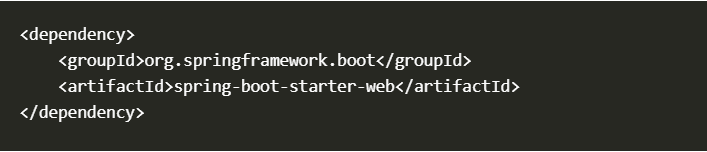 <dependency>
    <groupId>org.springframework.boot</groupId>
    <artifactId>spring-boot-starter-web</artifactId>
</dependency>